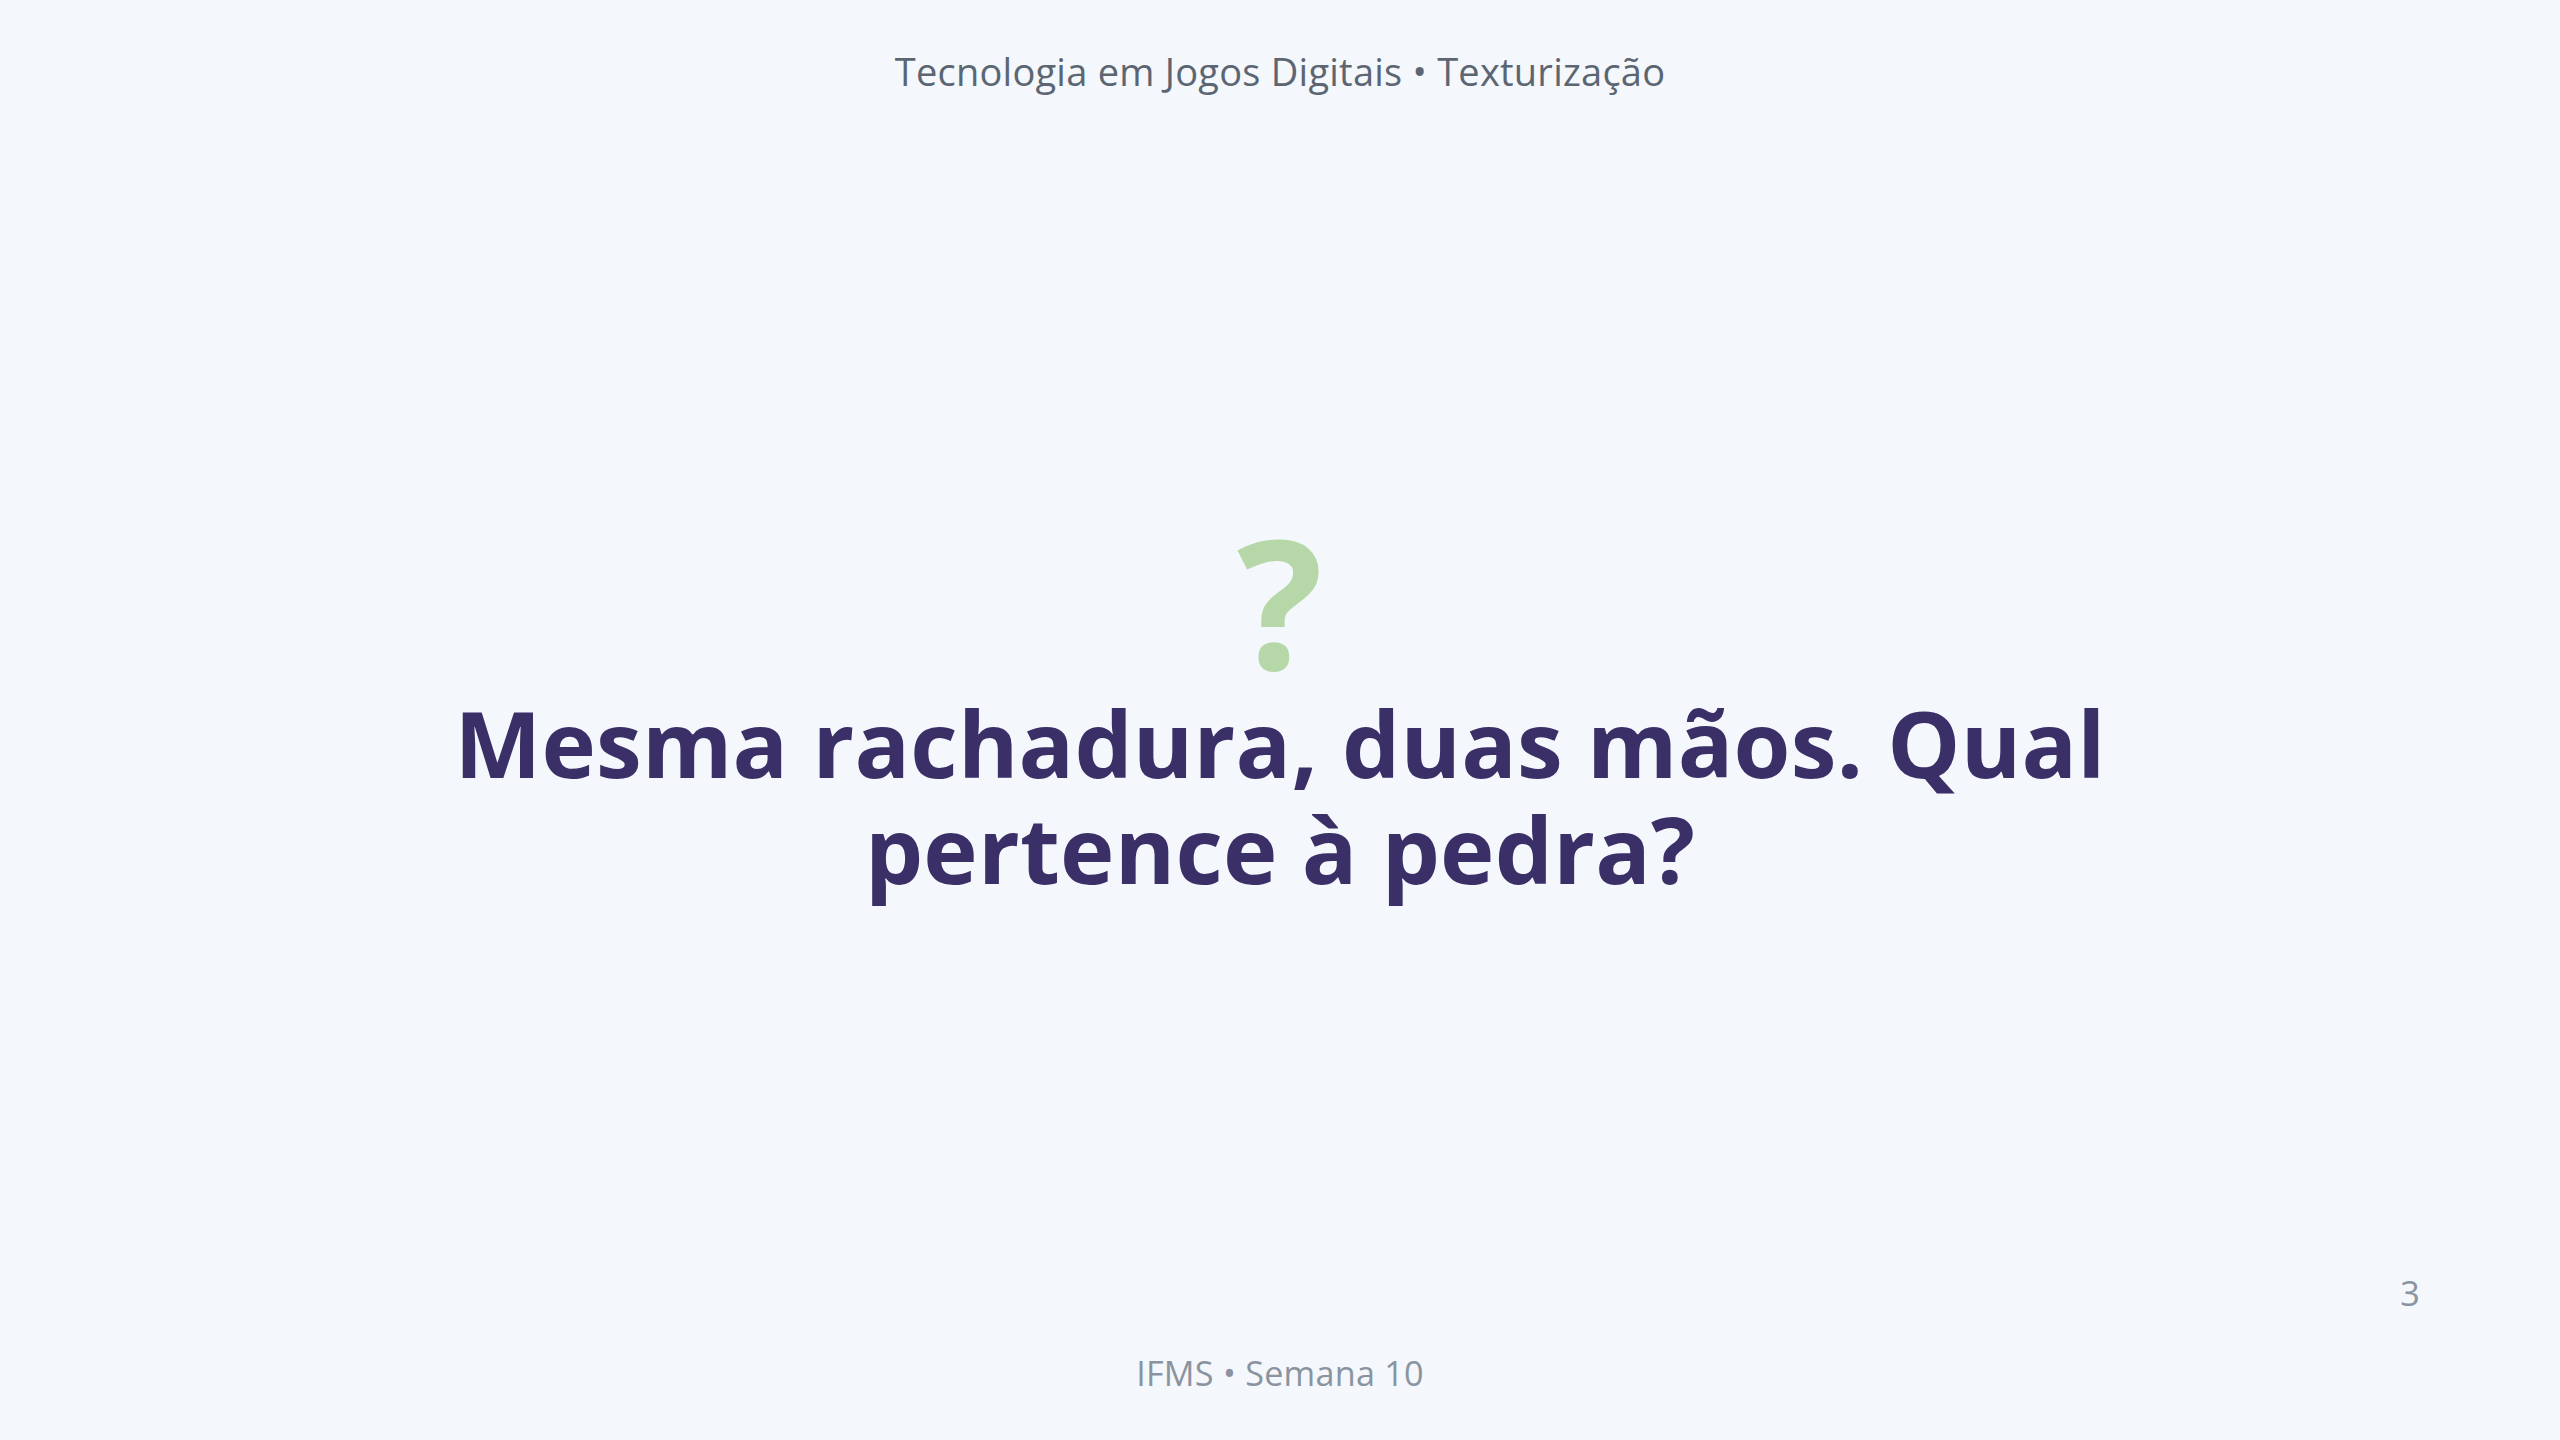 Tecnologia em Jogos Digitais • Texturização
?
Mesma rachadura, duas mãos. Qual
pertence à pedra?
3
IFMS • Semana 10